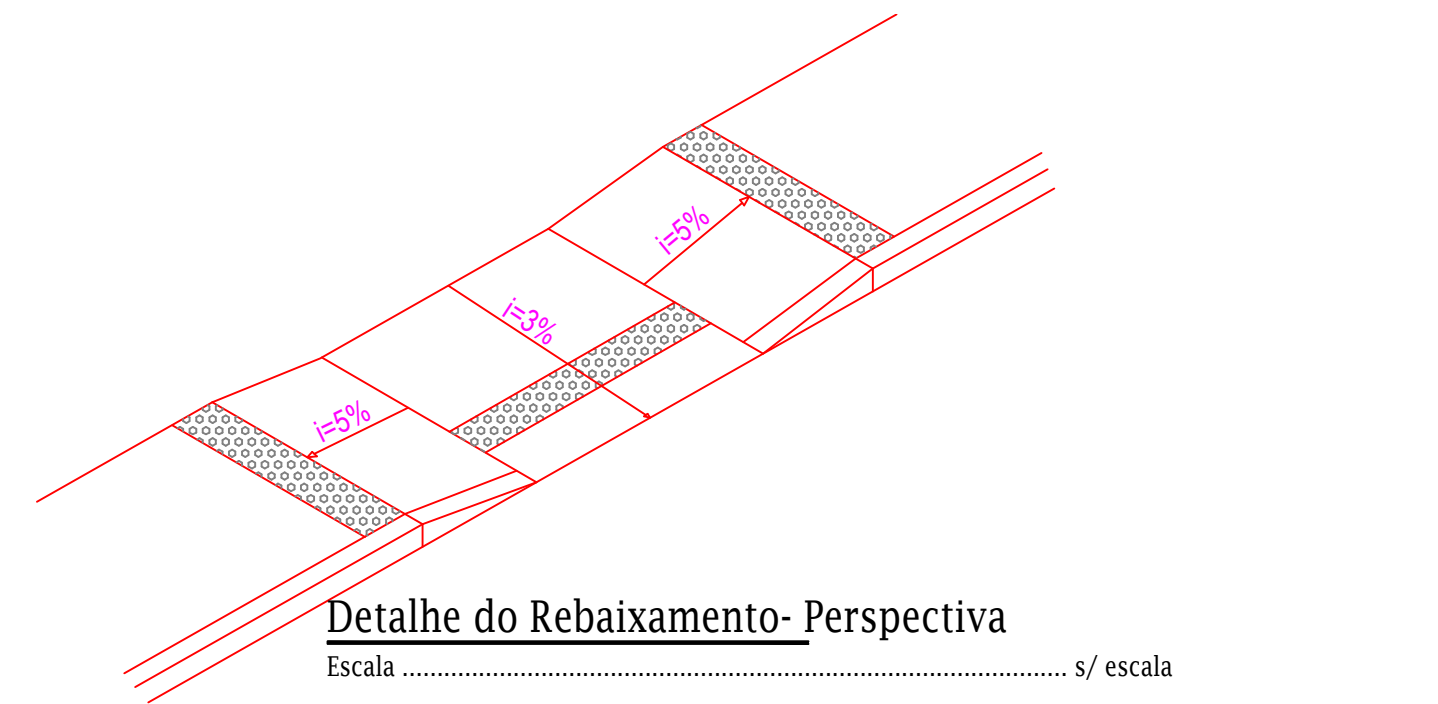 i=5%
i=3%
i=5%
Detalhe do Rebaixamento- Perspectiva
Escala ................................................................................................ s/ escala